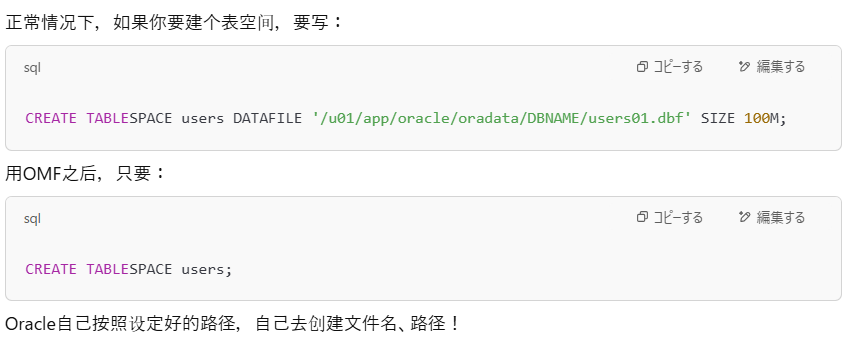 正常情况下，如果你要建个表空间，要写：
sql
コピーする 編集する
CREATE TABLESPACE users DATAFILE '/u01/app/oracle/oradata/DBNAME/users01.dbf' SIZE 100M;
用OMF之后，只要：
sql
コピーする 編集する
CREATE TABLESPACE users;
Oracle自己按照设定好的路径，自己去创建文件名、路径！